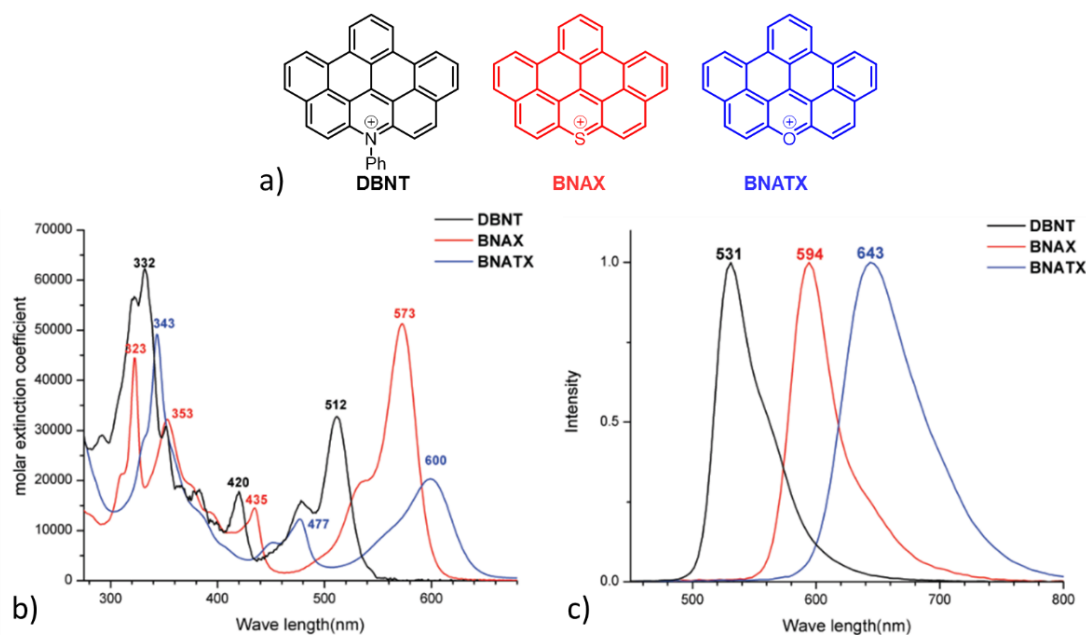 N
Ph
S
O
a)
DBNT
BNAX
BNATX
DBNT
BNAX
BNATX
DBNT
BNAX
BNATX
70000
60000
50000
40000
30000
20000
10000
0
molar extinction coefficient
332
323
343
353
420
435
477
512
573
600
300
400
500
600
Wave length(nm)
b)
1.0
0.5
0.0
Intensity
531
594
643
500
600
700
800
Wave length(nm)
c)